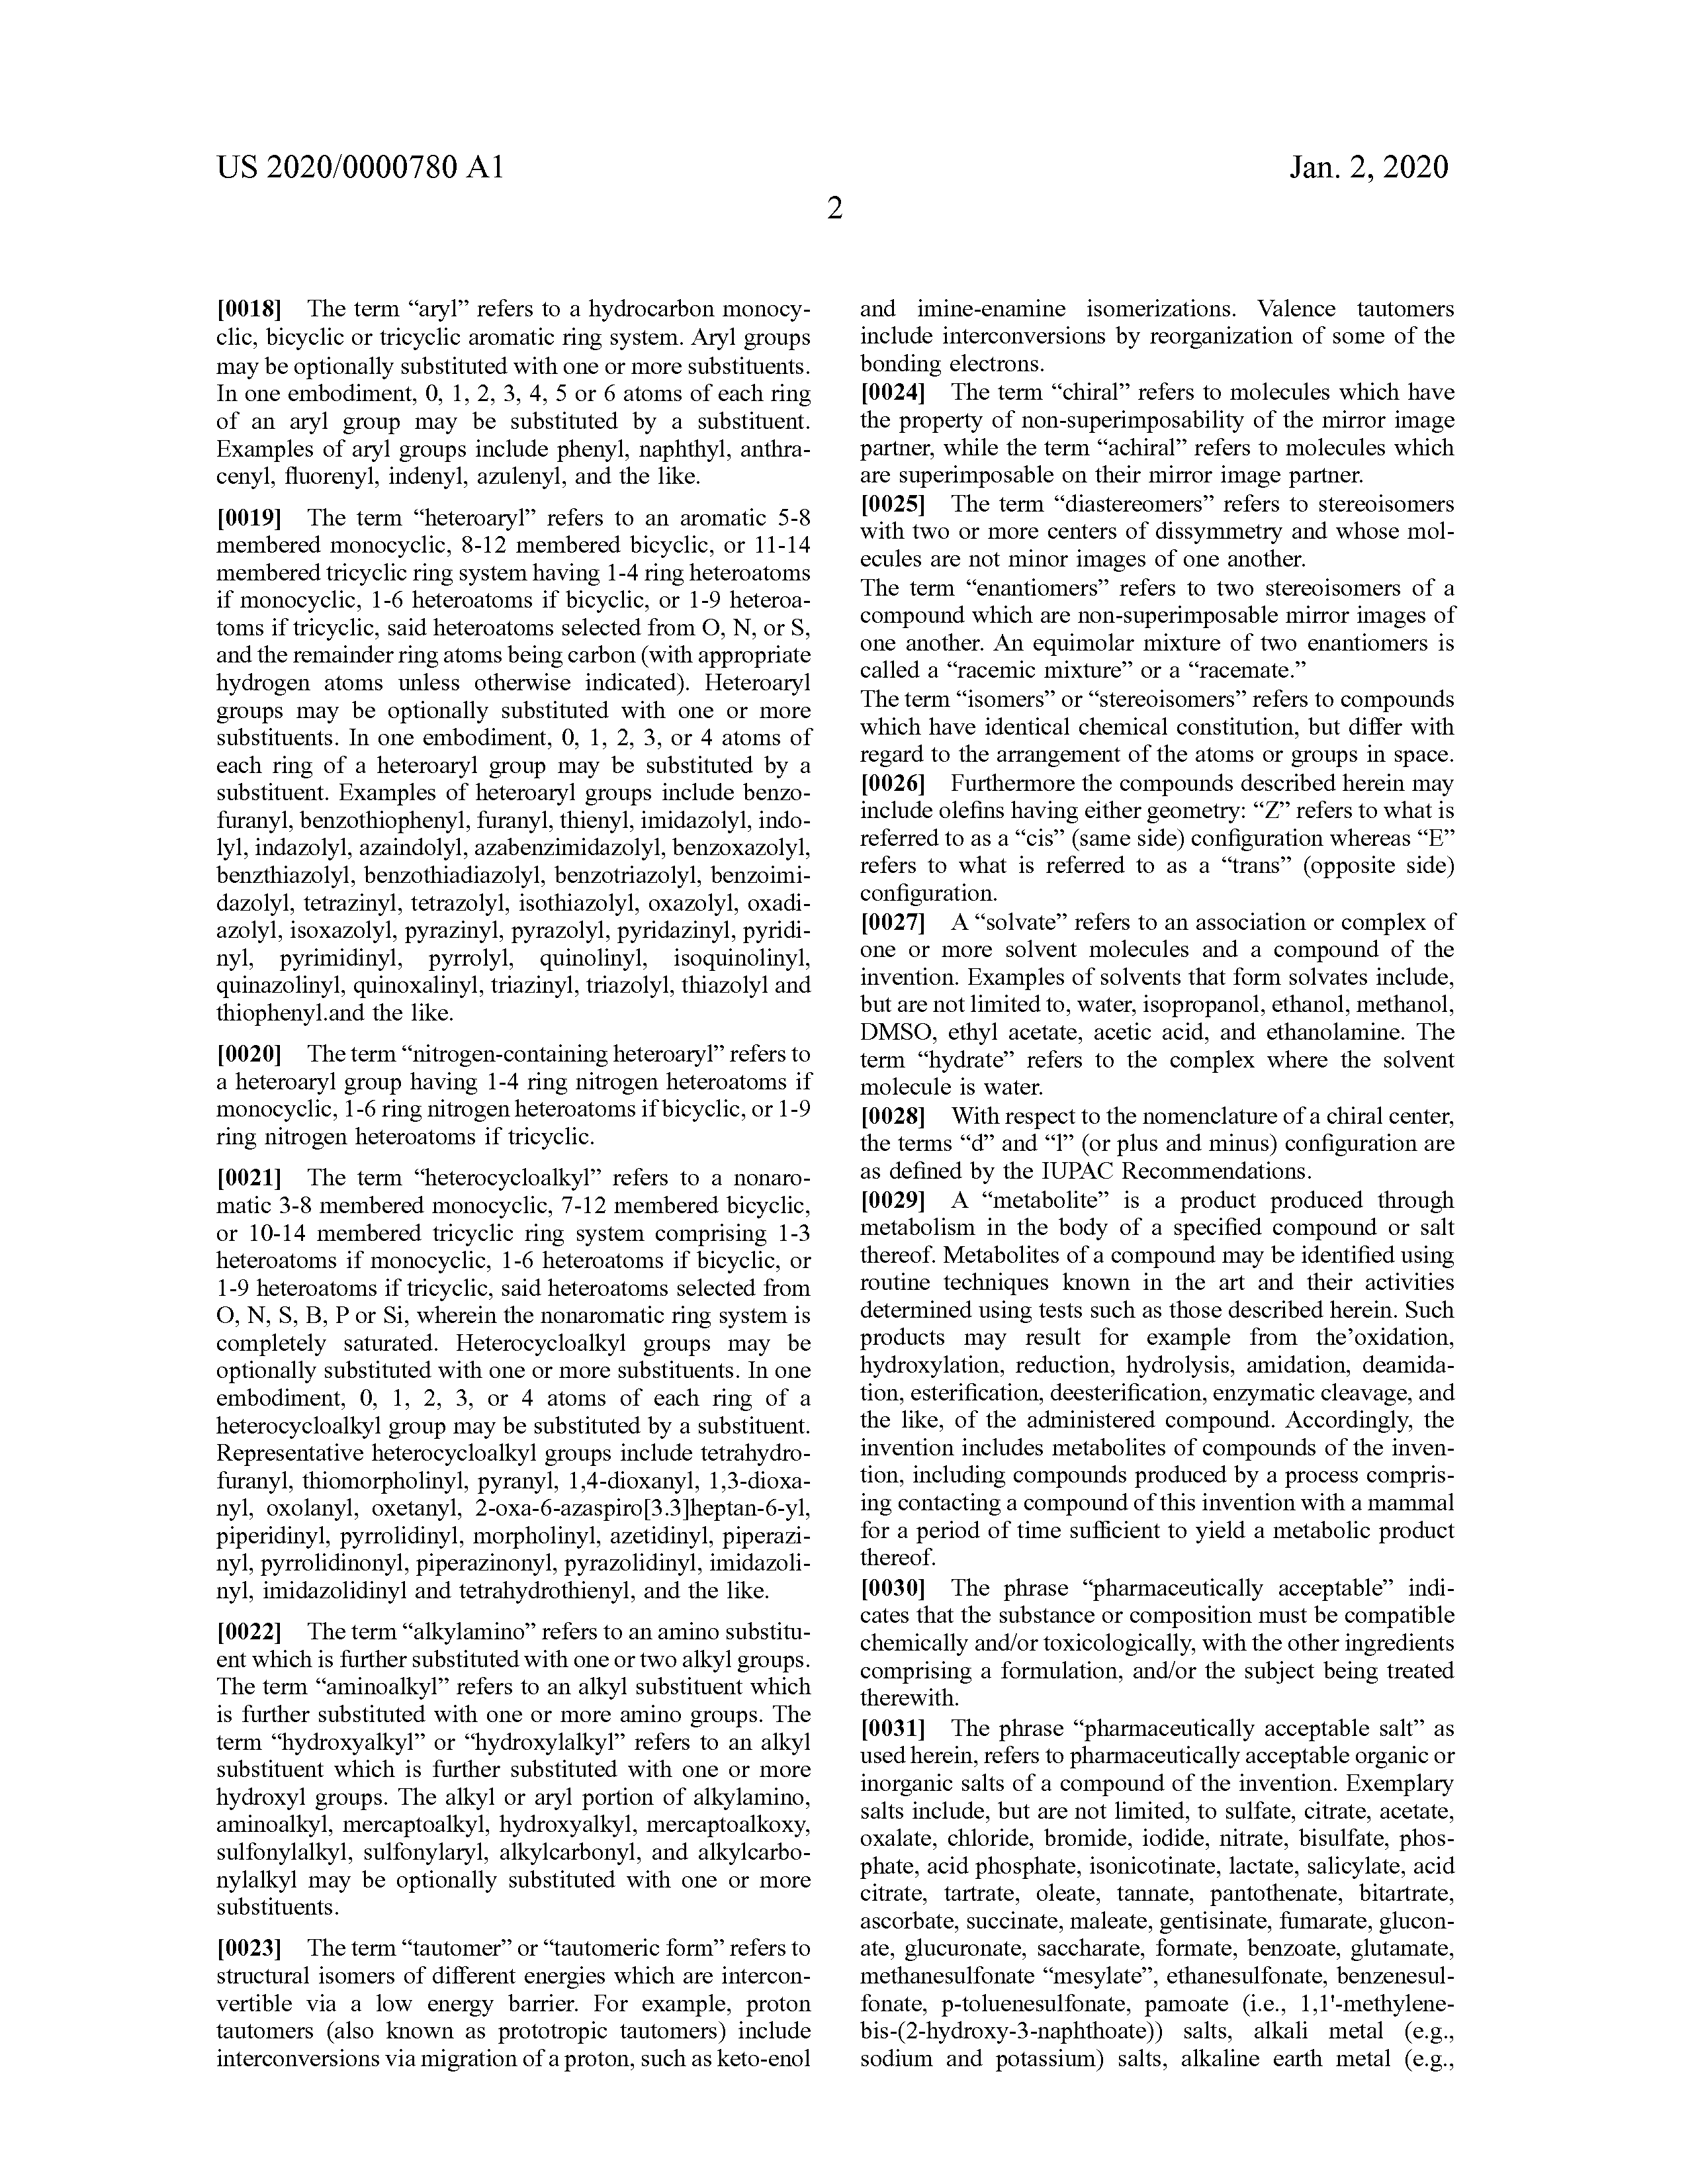 US 2020/0000780 A1
Jan. 2, 2020
2
[0018] The term “aryl” refers to a hydrocarbon monocy-
clic, bicyclic or tricyclic aromatic ring system. Aryl groups
may be optionally substituted with one or more substituents.
In one embodiment, 0, 1, 2, 3, 4, 5 or 6 atoms of each ring
of an aryl group may be substituted by a substituent.
Examples of aryl groups include phenyl, naphthyl, anthra-
cenyl, fluorenyl, indenyl, azulenyl, and the like.
[0019] The term “heteroaryl” refers to an aromatic 5-8
membered monocyclic, 8-12 membered bicyclic, or 11-14
membered tricyclic ring system having 1-4 ring heteroatoms
if monocyclic, 1-6 heteroatoms if bicyclic, or 1-9 heteroa-
toms if tricyclic, said heteroatoms selected from O, N, or S,
and the remainder ring atoms being carbon (with appropriate
hydrogen atoms unless otherwise indicated). Heteroaryl
groups may be optionally substituted with one or more
substituents. In one embodiment, 0, 1, 2, 3, or 4 atoms of
each ring of a heteroaryl group may be substituted by a
substituent. Examples of heteroaryl groups include benzo-
furanyl, benzothiophenyl, furanyl, thienyl, imidazolyl, indo-
lyl, indazolyl, azaindolyl, azabenzimidazolyl, benzoxazolyl,
benzthiazolyl, benzothiadiazolyl, benzotriazolyl, benzoimi-
dazolyl, tetrazinyl, tetrazolyl, isothiazolyl, oxazolyl, oxadi-
azolyl, isoxazolyl, pyrazinyl, pyrazolyl, pyridazinyl, pyridi-
nyl, pyrimidinyl, pyrrolyl, quinolinyl, isoquinolinyl,
quinazolinyl, quinoxalinyl, triazinyl, triazolyl, thiazolyl and
thiophenyl.and the like.
[0020] The term “nitrogen-containing heteroaryl” refers to
a heteroaryl group having 1-4 ring nitrogen heteroatoms if
monocyclic, 1-6 ring nitrogen heteroatoms if bicyclic, or 1-9
ring nitrogen heteroatoms if tricyclic.
[0021] The term “heterocycloalkyl” refers to a nonaro-
matic 3-8 membered monocyclic, 7-12 membered bicyclic,
or 10-14 membered tricyclic ring system comprising 1-3
heteroatoms if monocyclic, 1-6 heteroatoms if bicyclic, or
1-9 heteroatoms if tricyclic, said heteroatoms selected from
O, N, S, B, P or Si, wherein the nonaromatic ring system is
completely saturated. Heterocycloalkyl groups may be
optionally substituted with one or more substituents. In one
embodiment, 0, 1, 2, 3, or 4 atoms of each ring of a
heterocycloalkyl group may be substituted by a substituent.
Representative heterocycloalkyl groups include tetrahydro-
furanyl, thiomorpholinyl, pyranyl, 1,4-dioxanyl, 1,3-dioxa-
nyl, oxolanyl, oxetanyl, 2-oxa-6-azaspiro[3.3]heptan-6-yl,
piperidinyl, pyrrolidinyl, morpholinyl, azetidinyl, piperazi-
nyl, pyrrolidinonyl, piperazinonyl, pyrazolidinyl, imidazoli-
nyl, imidazolidinyl and tetrahydrothienyl, and the like.
[0022] The term “alkylamino” refers to an amino substitu-
ent which is further substituted with one or two alkyl groups.
The term “aminoalkyl” refers to an alkyl substituent which
is further substituted with one or more amino groups. The
term “hydroxyalkyl” or “hydroxylalkyl” refers to an alkyl
substituent which is further substituted with one or more
hydroxyl groups. The alkyl or aryl portion of alkylamino,
aminoalkyl, mercaptoalkyl, hydroxyalkyl, mercaptoalkoxy,
sulfonylalkyl, sulfonylaryl, alkylcarbonyl, and alkylcarbo-
nylalkyl may be optionally substituted with one or more
substituents.
[0023] The term “tautomer” or “tautomeric form” refers to
structural isomers of different energies which are intercon-
vertible via a low energy barrier. For example, proton
tautomers (also known as prototropic tautomers) include
interconversions via migration of a proton, such as keto-enol
and imine-enamine isomerizations. Valence tautomers
include interconversions by reorganization of some of the
bonding electrons.
[0024] The term “chiral” refers to molecules which have
the property of non-superimposability of the mirror image
partner, while the term “achiral” refers to molecules which
are superimposable on their mirror image partner.
[0025] The term “diastereomers” refers to stereoisomers
with two or more centers of dissymmetry and whose mol-
ecules are not minor images of one another.
The term “enantiomers” refers to two stereoisomers of a
compound which are non-superimposable mirror images of
one another. An equimolar mixture of two enantiomers is
called a “racemic mixture” or a “racemate.”
The term “isomers” or “stereoisomers” refers to compounds
which have identical chemical constitution, but differ with
regard to the arrangement of the atoms or groups in space.
[0026] Furthermore the compounds described herein may
include olefins having either geometry: “Z” refers to what is
referred to as a “cis” (same side) configuration whereas “E”
refers to what is referred to as a “trans” (opposite side)
configuration.
[0027] A “solvate” refers to an association or complex of
one or more solvent molecules and a compound of the
invention. Examples of solvents that form solvates include,
but are not limited to, water, isopropanol, ethanol, methanol,
DMSO, ethyl acetate, acetic acid, and ethanolamine. The
term “hydrate” refers to the complex where the solvent
molecule is water.
[0028] With respect to the nomenclature of a chiral center,
the terms “d” and “l” (or plus and minus) configuration are
as defined by the IUPAC Recommendations.
[0029] A “metabolite” is a product produced through
metabolism in the body of a specified compound or salt
thereof. Metabolites of a compound may be identified using
routine techniques known in the art and their activities
determined using tests such as those described herein. Such
products may result for example from the’oxidation,
hydroxylation, reduction, hydrolysis, amidation, deamida-
tion, esterification, deesterification, enzymatic cleavage, and
the like, of the administered compound. Accordingly, the
invention includes metabolites of compounds of the inven-
tion, including compounds produced by a process compris-
ing contacting a compound of this invention with a mammal
for a period of time sufficient to yield a metabolic product
thereof.
[0030] The phrase “pharmaceutically acceptable” indi-
cates that the substance or composition must be compatible
chemically and/or toxicologically, with the other ingredients
comprising a formulation, and/or the subject being treated
therewith.
[0031] The phrase “pharmaceutically acceptable salt” as
used herein, refers to pharmaceutically acceptable organic or
inorganic salts of a compound of the invention. Exemplary
salts include, but are not limited, to sulfate, citrate, acetate,
oxalate, chloride, bromide, iodide, nitrate, bisulfate, phos-
phate, acid phosphate, isonicotinate, lactate, salicylate, acid
citrate, tartrate, oleate, tannate, pantothenate, bitartrate,
ascorbate, succinate, maleate, gentisinate, fumarate, glucon-
ate, glucuronate, saccharate, formate, benzoate, glutamate,
methanesulfonate “mesylate”, ethanesulfonate, benzenesul-
fonate, p-toluenesulfonate, pamoate (i.e., 1,1'-methylene-
bis-(2-hydroxy-3-naphthoate)) salts, alkali metal (e.g.,
sodium and potassium) salts, alkaline earth metal (e.g.,